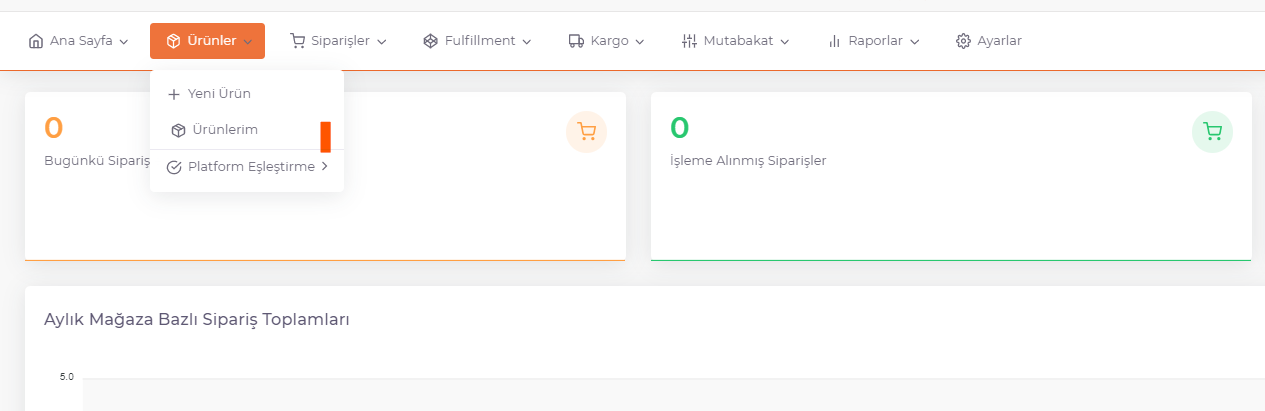 Ana Sayfa Ürünler Siparişler Fulfillment Kargo Mutabakat Raporlar Ayarlar
Yeni Ürün
Ürünlerim
Platform Eşleştirme
0
Bugünkü Sipariş
0
İşleme Alınmış Siparişler
Aylık Mağaza Bazlı Sipariş Toplamları
5.0